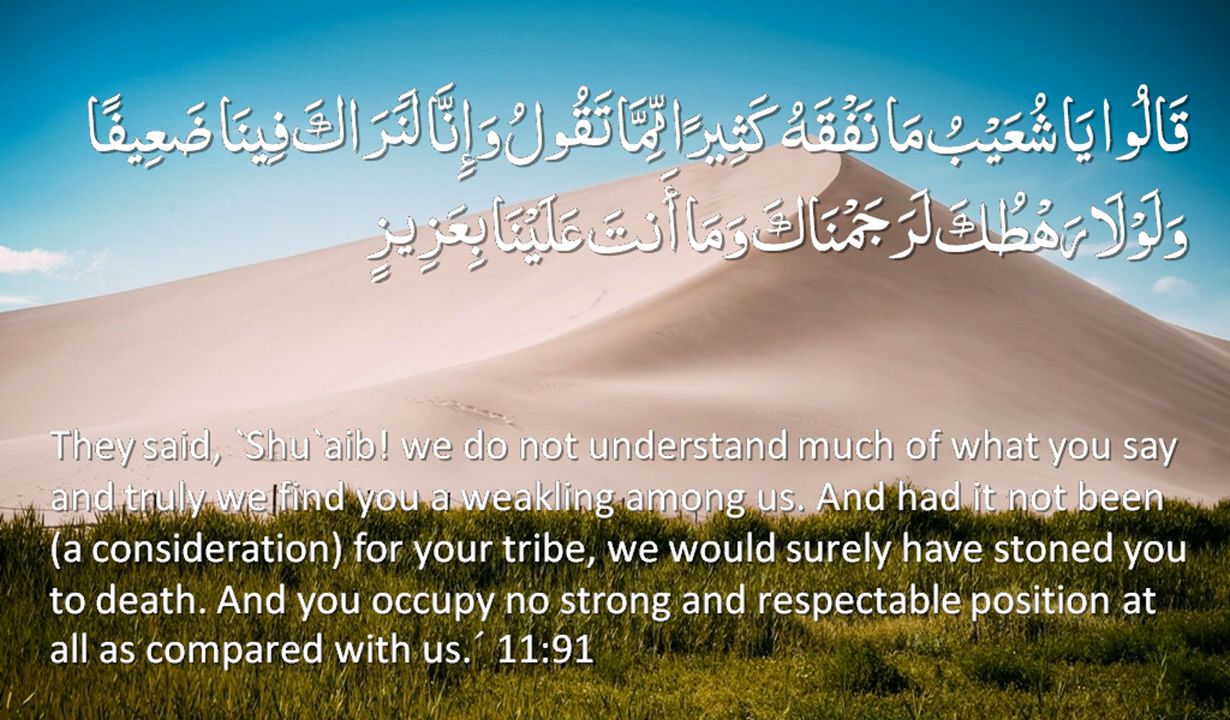 قَالُوا يَا شُعَيْبُ مَا نَفْقَهُ كَثِيرًا مِّمَّا تَقُولُ وَإِنَّا لَنَرَاكَ فِينَا ضَعِيفًا
وَلَوْلَا رَهْطُكَ لَرَجَمْنَاكَ وَمَا أَنتَ عَلَيْنَا بِعَزِيزٍ
They said, `Shu`aib! we do not understand much of what you say
and truly we find you a weakling among us. And had it not been
(a consideration) for your tribe, we would surely have stoned you
to death. And you occupy no strong and respectable position at
all as compared with us.´ 11:91